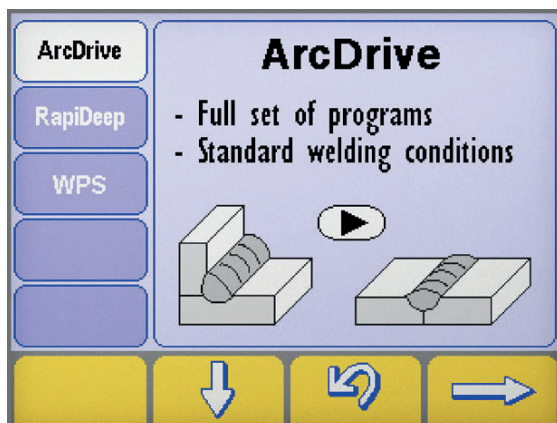 ArcDrive
RapiDeep
WPS
ArcDrive
- Full set of programs
- Standard welding conditions